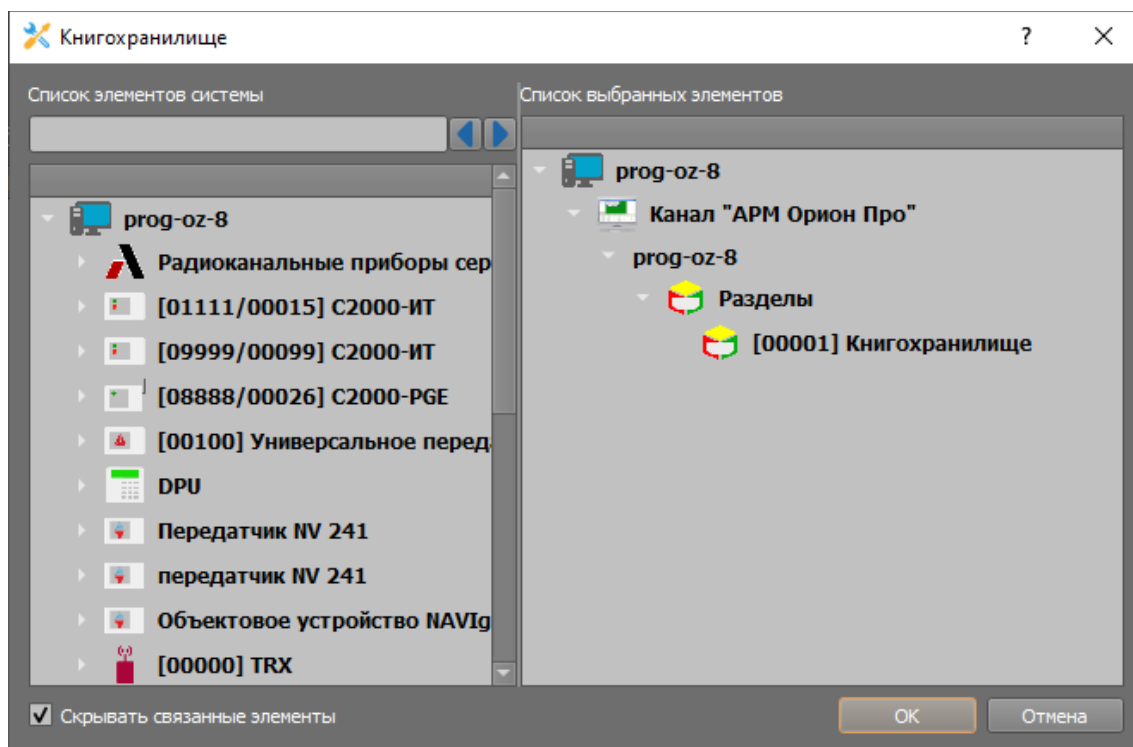 Книгохранилище
?
Список элементов системы
Список выбранных элементов
prog-oz-8
Радиоканальные приборы сер
[01111/00015] С2000-ИТ
[09999/00099] С2000-ИТ
[08888/00026] С2000-PGE
[00100] Универсальное перед
DPU
Передатчик NV 241
передатчик NV 241
Объектовое устройство NAVIg
[00000] TRX
prog-oz-8
Канал "АРМ Орион Про"
prog-oz-8
Разделы
[00001] Книгохранилище
Скрывать связанные элементы
OK
Отмена